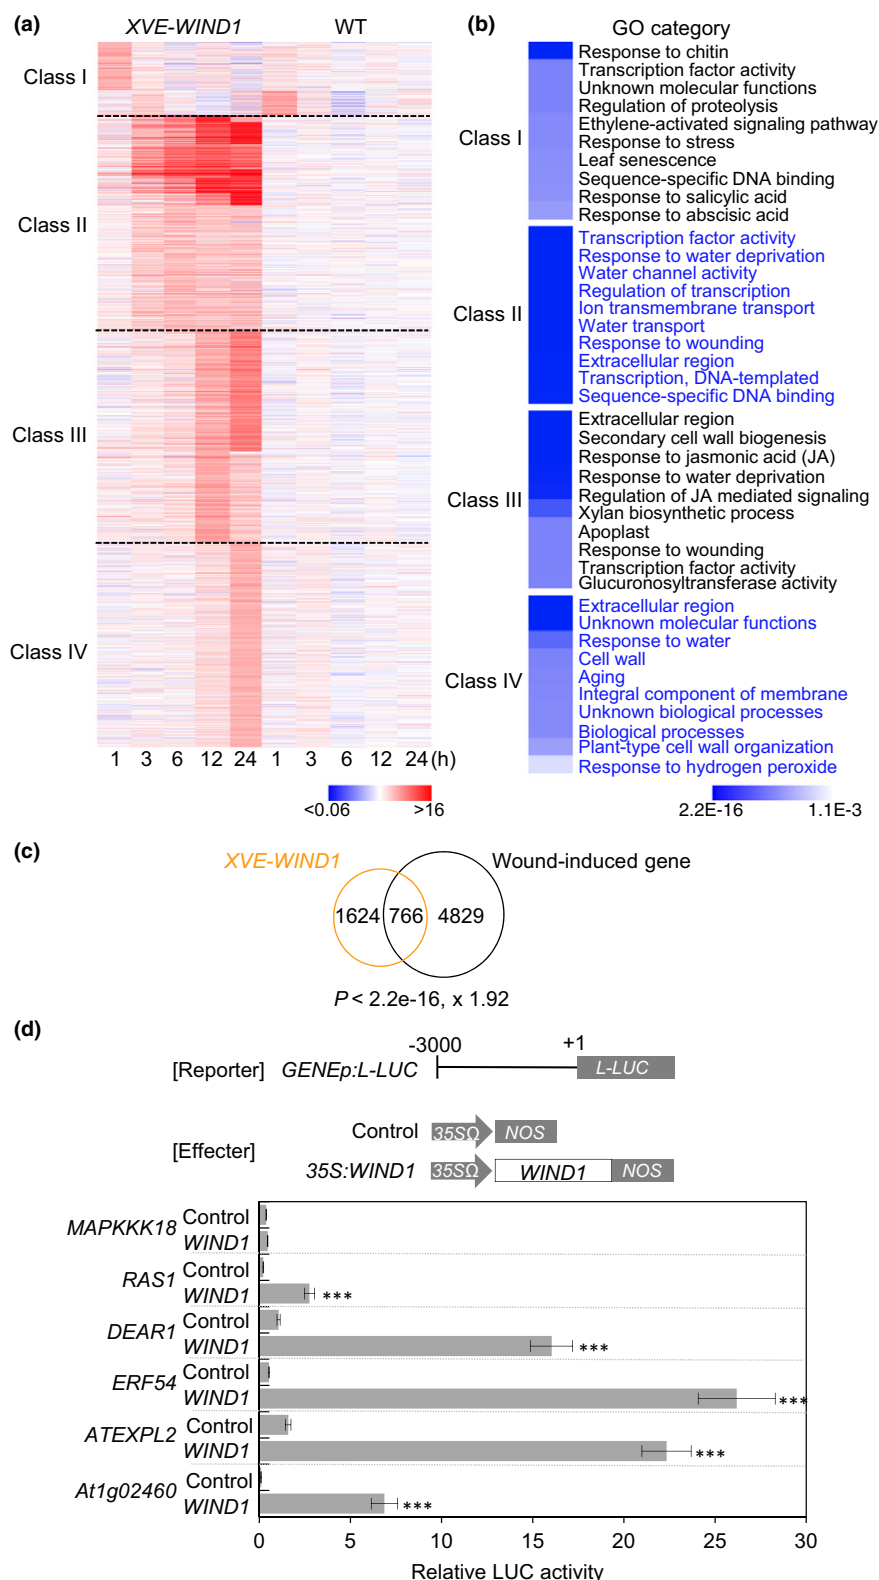 (a)
XVE-WIND1
WT
Class I
Class II
Class III
Class IV
1 3 6 12 24 1 3 6 12 24 (h)
<0.06 >16
(b)
GO category
Class I
Response to chitin
Transcription factor activity
Unknown molecular functions
Regulation of proteolysis
Ethylene-activated signaling pathway
Response to stress
Leaf senescence
Sequence-specific DNA binding
Response to salicylic acid
Response to abscisic acid
Class II
Transcription factor activity
Response to water deprivation
Water channel activity
Regulation of transcription
Ion transmembrane transport
Water transport
Response to wounding
Extracellular region
Transcription, DNA-templated
Sequence-specific DNA binding
Class III
Extracellular region
Secondary cell wall biogenesis
Response to jasmonic acid (JA)
Response to water deprivation
Regulation of JA mediated signaling
Xylan biosynthetic process
Apoplast
Response to wounding
Transcription factor activity
Glucuronosyltransferase activity
Class IV
Extracellular region
Unknown molecular functions
Response to water
Cell wall
Aging
Integral component of membrane
Unknown biological processes
Biological processes
Plant-type cell wall organization
Response to hydrogen peroxide
2.2E-16 1.1E-3
(c)
XVE-WIND1
Wound-induced gene
1624 766 4829
P < 2.2e-16, x 1.92
(d)
-3000 +1
[Reporter] GENEp:L-LUC L-LUC
[Effecter]
Control 35SΩ NOS
35S:WIND1 35SΩ WIND1 NOS
MAPKKK18
Control
WIND1
RAS1
Control
WIND1 ***
DEAR1
Control
WIND1 ***
ERF54
Control
WIND1 ***
ATEXPL2
Control
WIND1 ***
At1g02460
Control
WIND1 ***
0 5 10 15 20 25 30
Relative LUC activity